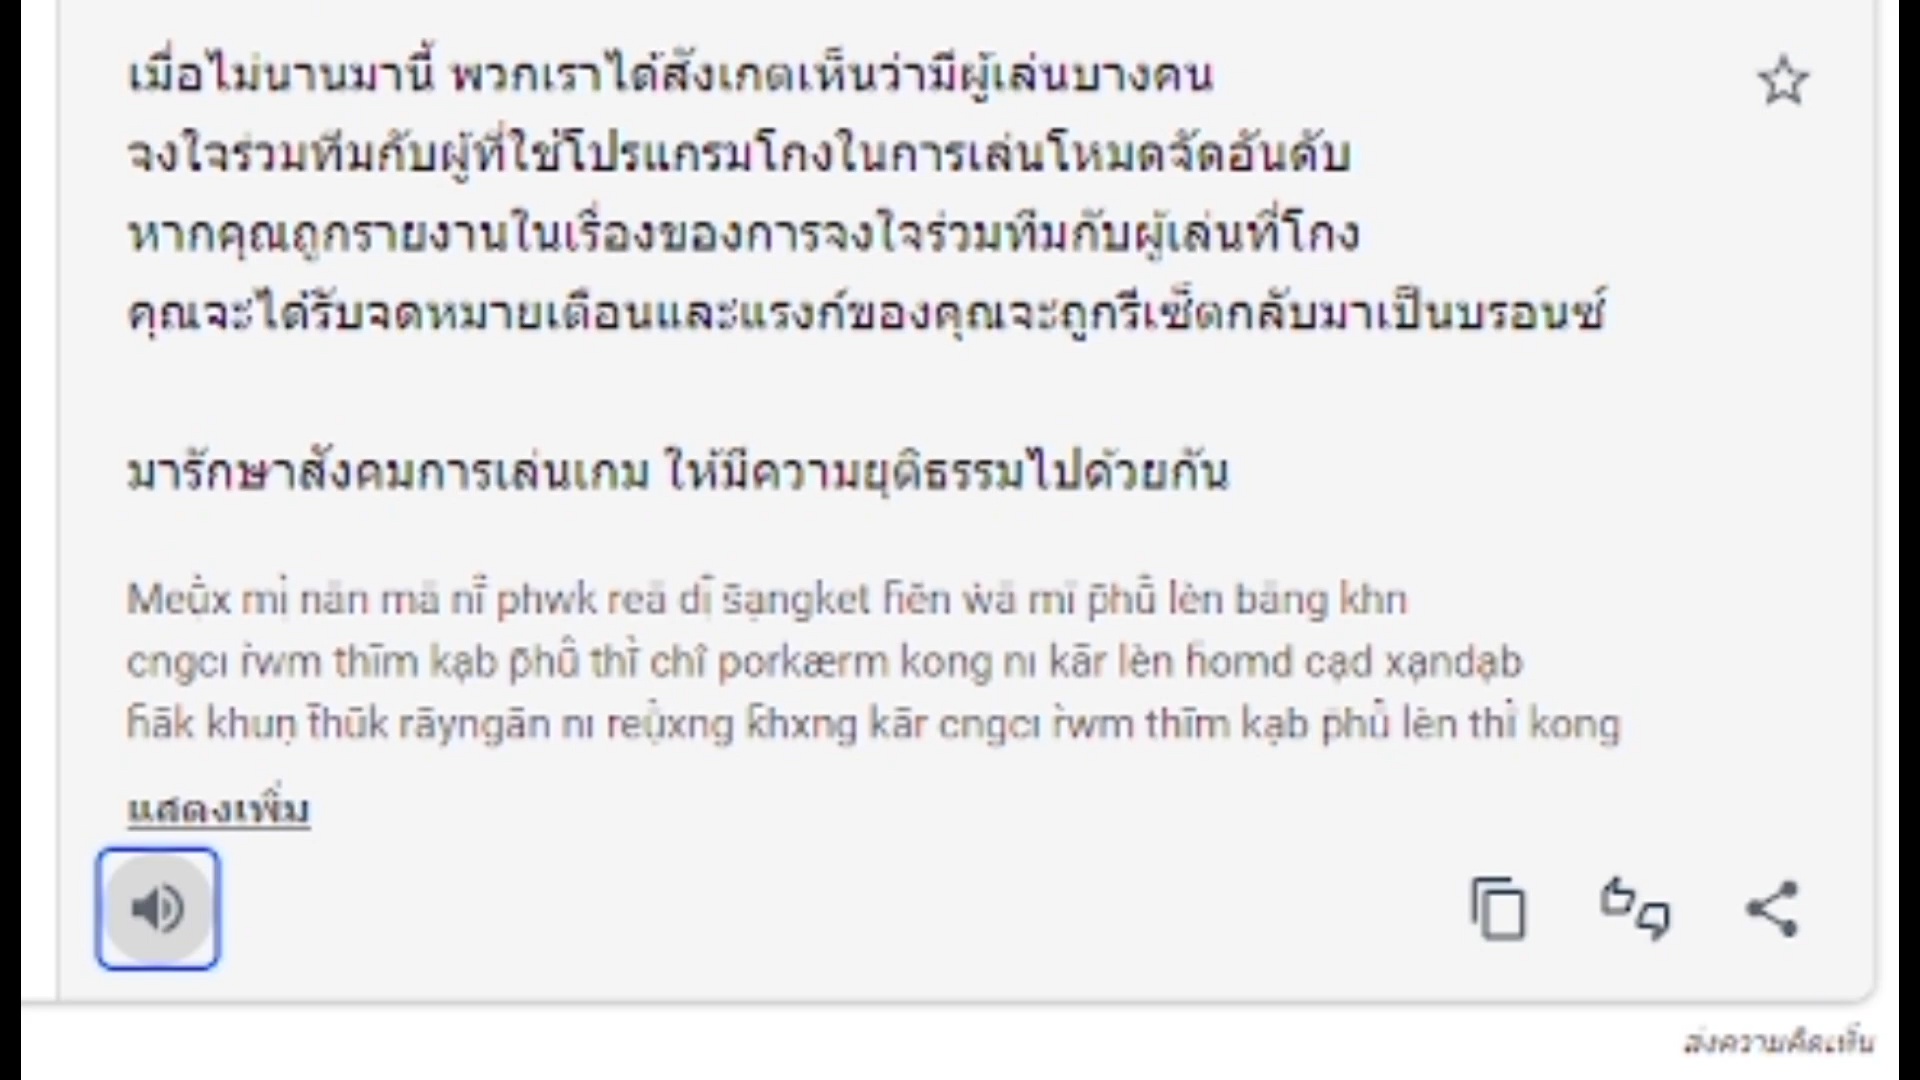 เมื่อไม่นานมานี้ พวกเราได้สังเกตเห็นว่ามีผู้เล่นบางคน
จงใจร่วมทีมกับผู้ที่ใช้โปรแกรมโกงในการเล่นโหมดจัดอันดับ
หากคุณถูกรายงานในเรื่องของการจงใจร่วมทีมกับผู้เล่นที่โกง
คุณจะได้รับจดหมายเตือนและแรงก์ของคุณจะถูกรีเซ็ตกลับมาเป็นบรอนซ์
มารักษาสังคมการเล่นเกม ให้มีความยุติธรรมไปด้วยกัน
Meụ̄̀x mị̀ nān mā nī̂ phwk reā dị̂ s̄ạngket h̄ĕn ẁā mī p̄hū̂ lèn bāng khn
cngcı r̀wm thīm kạb p̄hū̂ thī̀ chı̂ porkærm kong nı kār lèn h̄omd cạd xạndạb
h̄āk khuṇ t̄hūk rāyngān nı reụ̄̀xng k̄hxng kār cngcı r̀wm thīm kạb p̄hū̂ lèn thī̀ kong
แสดงเพิ่ม
ส่งความคิดเห็น